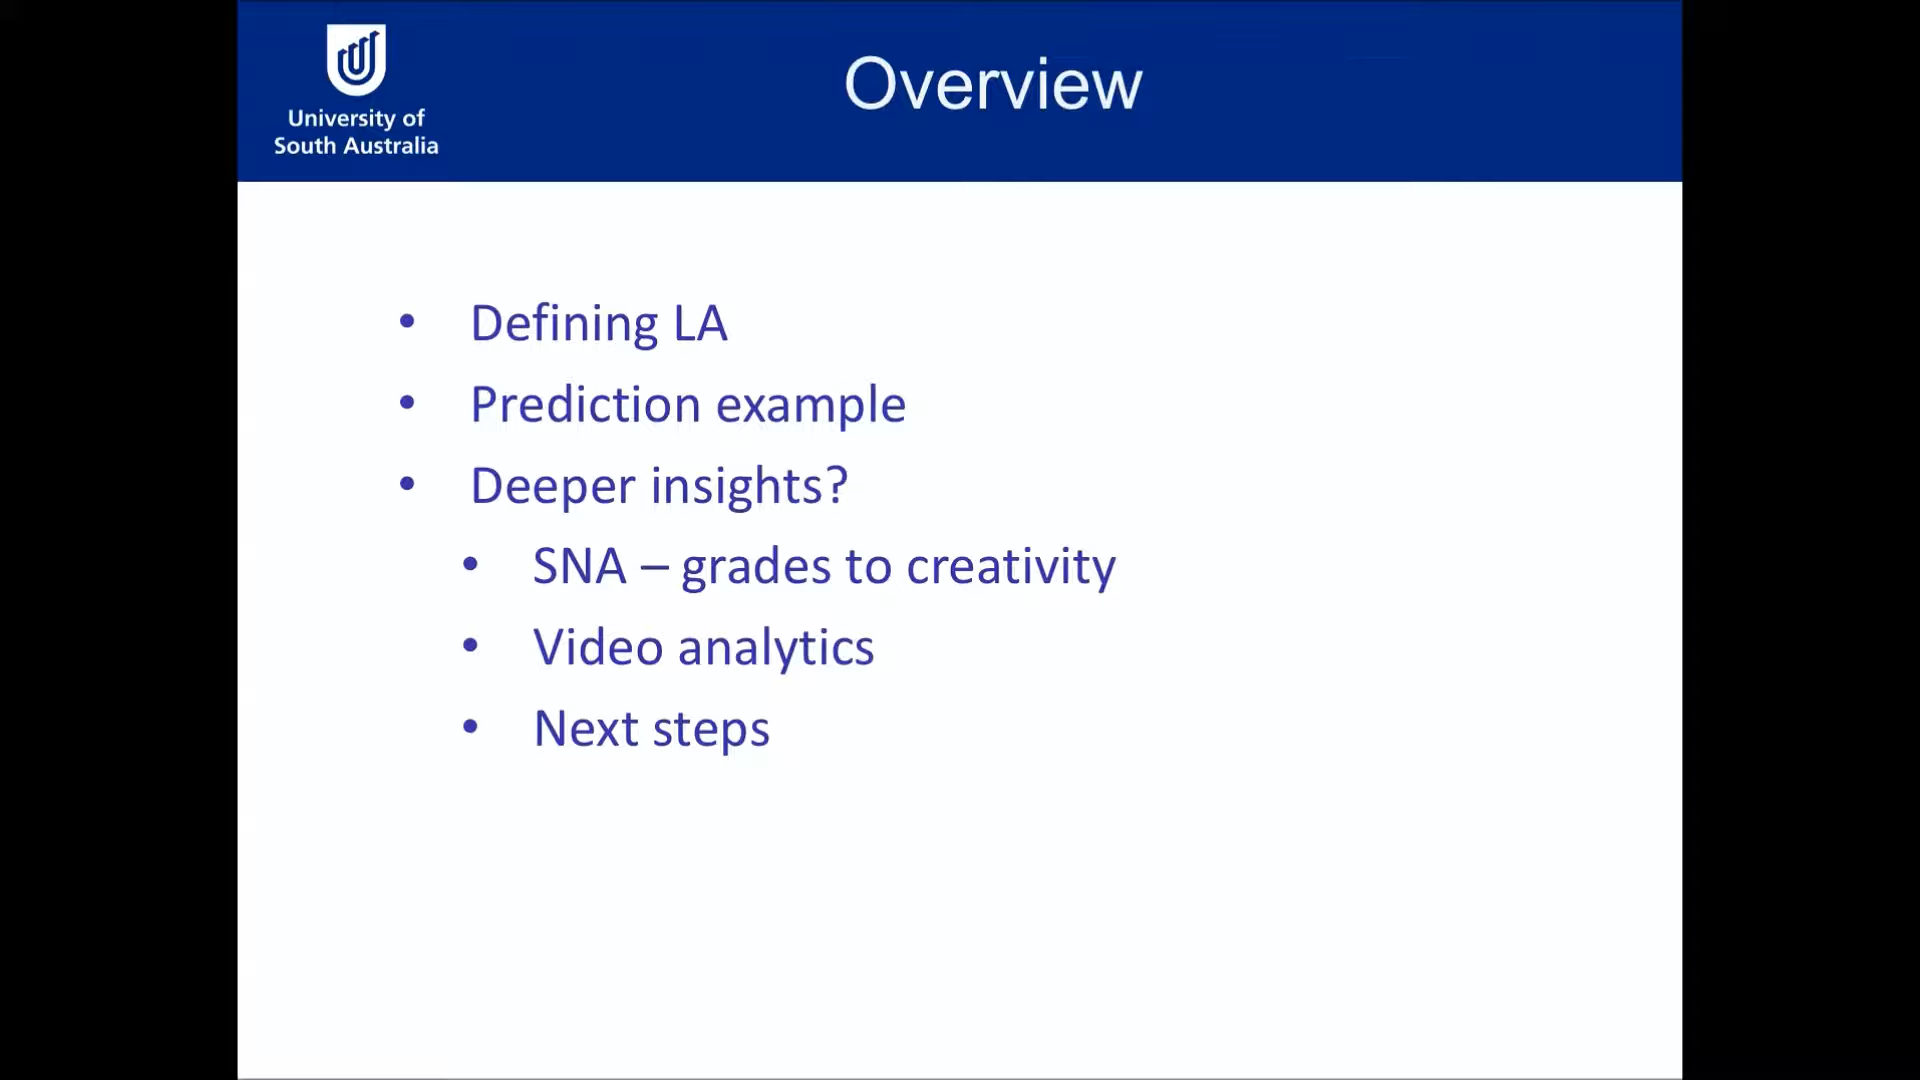 University of
South Australia
Overview
• Defining LA
• Prediction example
• Deeper insights?
• SNA – grades to creativity
• Video analytics
• Next steps